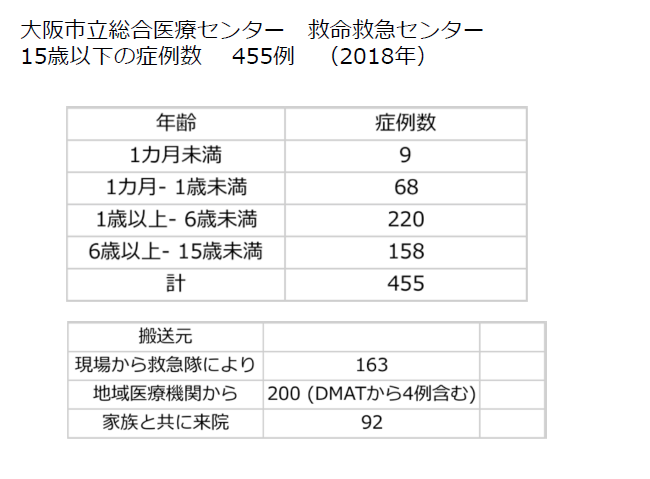 大阪市立総合医療センター　救命救急センター
15歳以下の症例数　455例　（2018年）
年齢 症例数
1カ月未満 9
1カ月- 1歳未満 68
1歳以上- 6歳未満 220
6歳以上- 15歳未満 158
計 455
搬送元
現場から救急隊により 163
地域医療機関から 200 (DMATから4例含む)
家族と共に来院 92